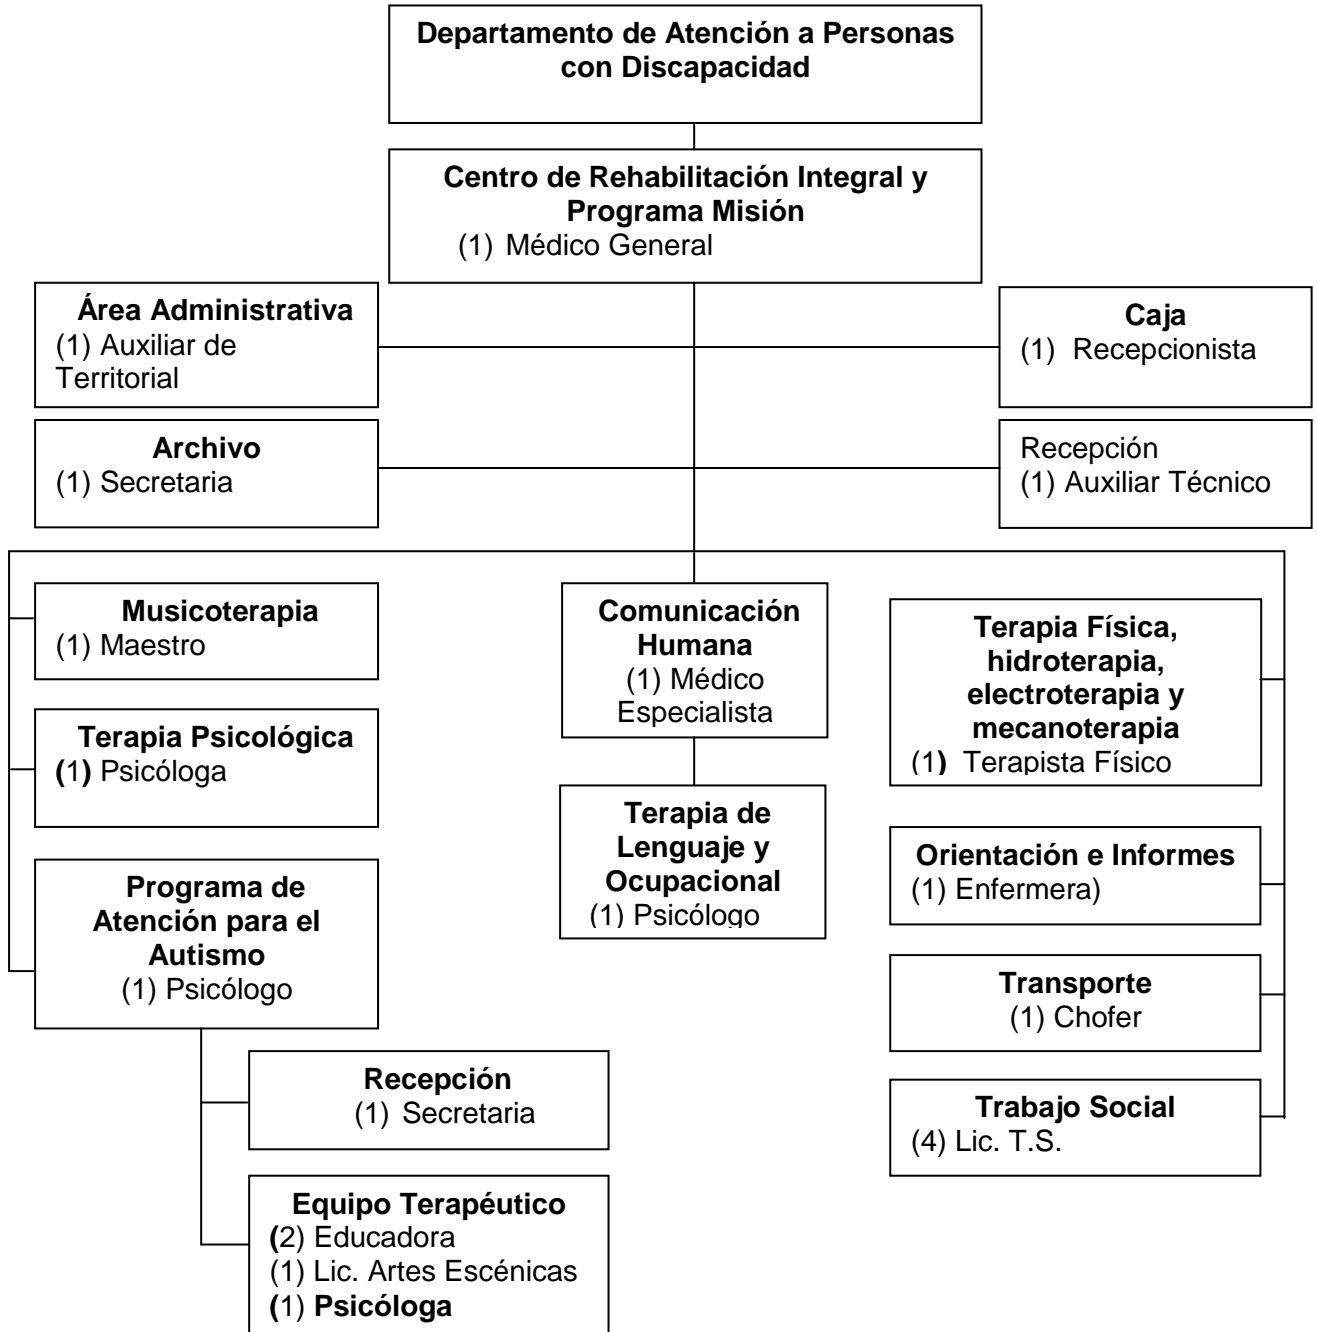 Departamento de Atención a Personas
con Discapacidad
Centro de Rehabilitación Integral y
Programa Misión
(1) Médico General
Área Administrativa
(1) Auxiliar de
Territorial
Caja
(1) Recepcionista
Archivo
(1) Secretaria
Recepción
(1) Auxiliar Técnico
Musicoterapia
(1) Maestro
Terapia Psicológica
(1) Psicóloga
Programa de
Atención para el
Autismo
(1) Psicólogo
Recepción
(1) Secretaria
Equipo Terapéutico
(2) Educadora
(1) Lic. Artes Escénicas
(1) Psicóloga
Comunicación
Humana
(1) Médico
Especialista
Terapia de
Lenguaje y
Ocupacional
(1) Psicólogo
Terapia Física,
hidroterapia,
electroterapia y
mecanoterapia
(1) Terapista Físico
Orientación e Informes
(1) Enfermera)
Transporte
(1) Chofer
Trabajo Social
(4) Lic. T.S.